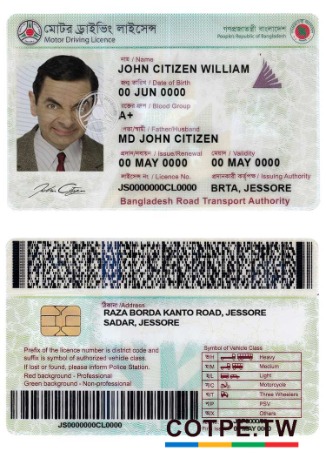 মোটর ড্রাইভিং লাইসেন্স
Motor Driving Licence
গণপ্রজাতন্ত্রী বাংলাদেশ
People's Republic of Bangladesh
নাম / Name
JOHN CITIZEN WILLIAM
জন্ম তারিখ / Date of Birth
00 JUN 0000
রক্তের গ্রুপ / Blood Group
A+
পিতা/স্বামী / Father/Husband
MD JOHN CITIZEN
প্রদান/নবায়ন / Issue/Renewal মেয়াদ / Validity
00 MAY 0000 00 MAY 0000
লাইসেন্স নং / Licence No. প্রদানকারী কর্তৃপক্ষ / Issuing Authority
JS0000000CL0000 BRTA, JESSORE
Bangladesh Road Transport Authority
ঠিকানা /Address
RAZA BORDA KANTO ROAD, JESSORE
SADAR, JESSORE
Prefix of the licence number is district code and
suffix is symbol of authorized vehicle class.
If lost or found, please inform Police Station.
Red background - Professional
Green background - Non-professional
Symbol of Vehicle Class
Heavy
Medium
Light
Motorcycle
Three Wheelers
PSV
Others
JS0000000CL0000
COTPE.TW